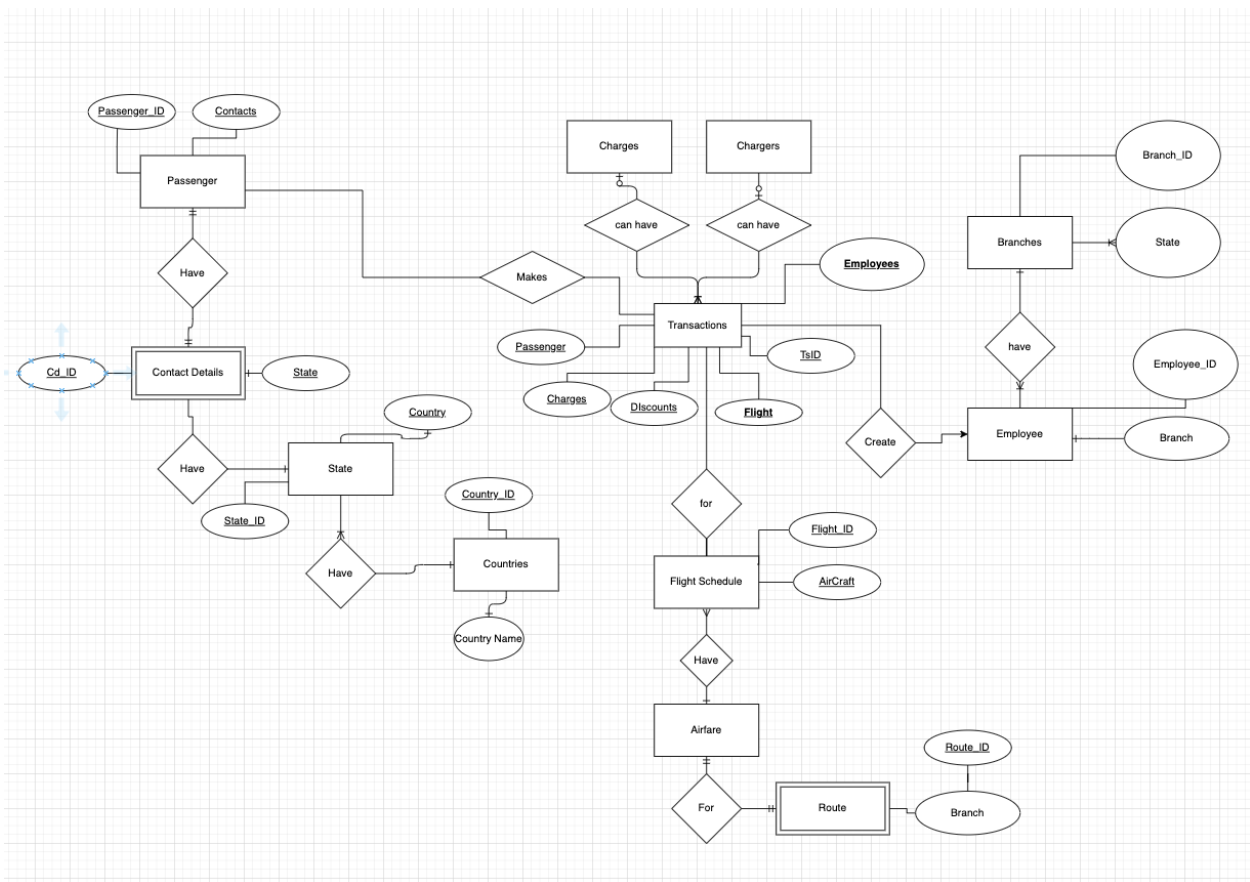 Passenger_ID
Contacts
Passenger
Have
Cd_ID
Contact Details
State
Have
Country
State
State_ID
Have
Country_ID
Countries
Country Name
Makes
Charges
Chargers
can have
can have
Employees
Transactions
Passenger
TsID
Charges
DIscounts
Flight
Create
for
Flight_ID
Flight Schedule
AirCraft
Have
Airfare
For
Route
Route_ID
Branch
Branch_ID
Branches
State
have
Employee_ID
Employee
Branch